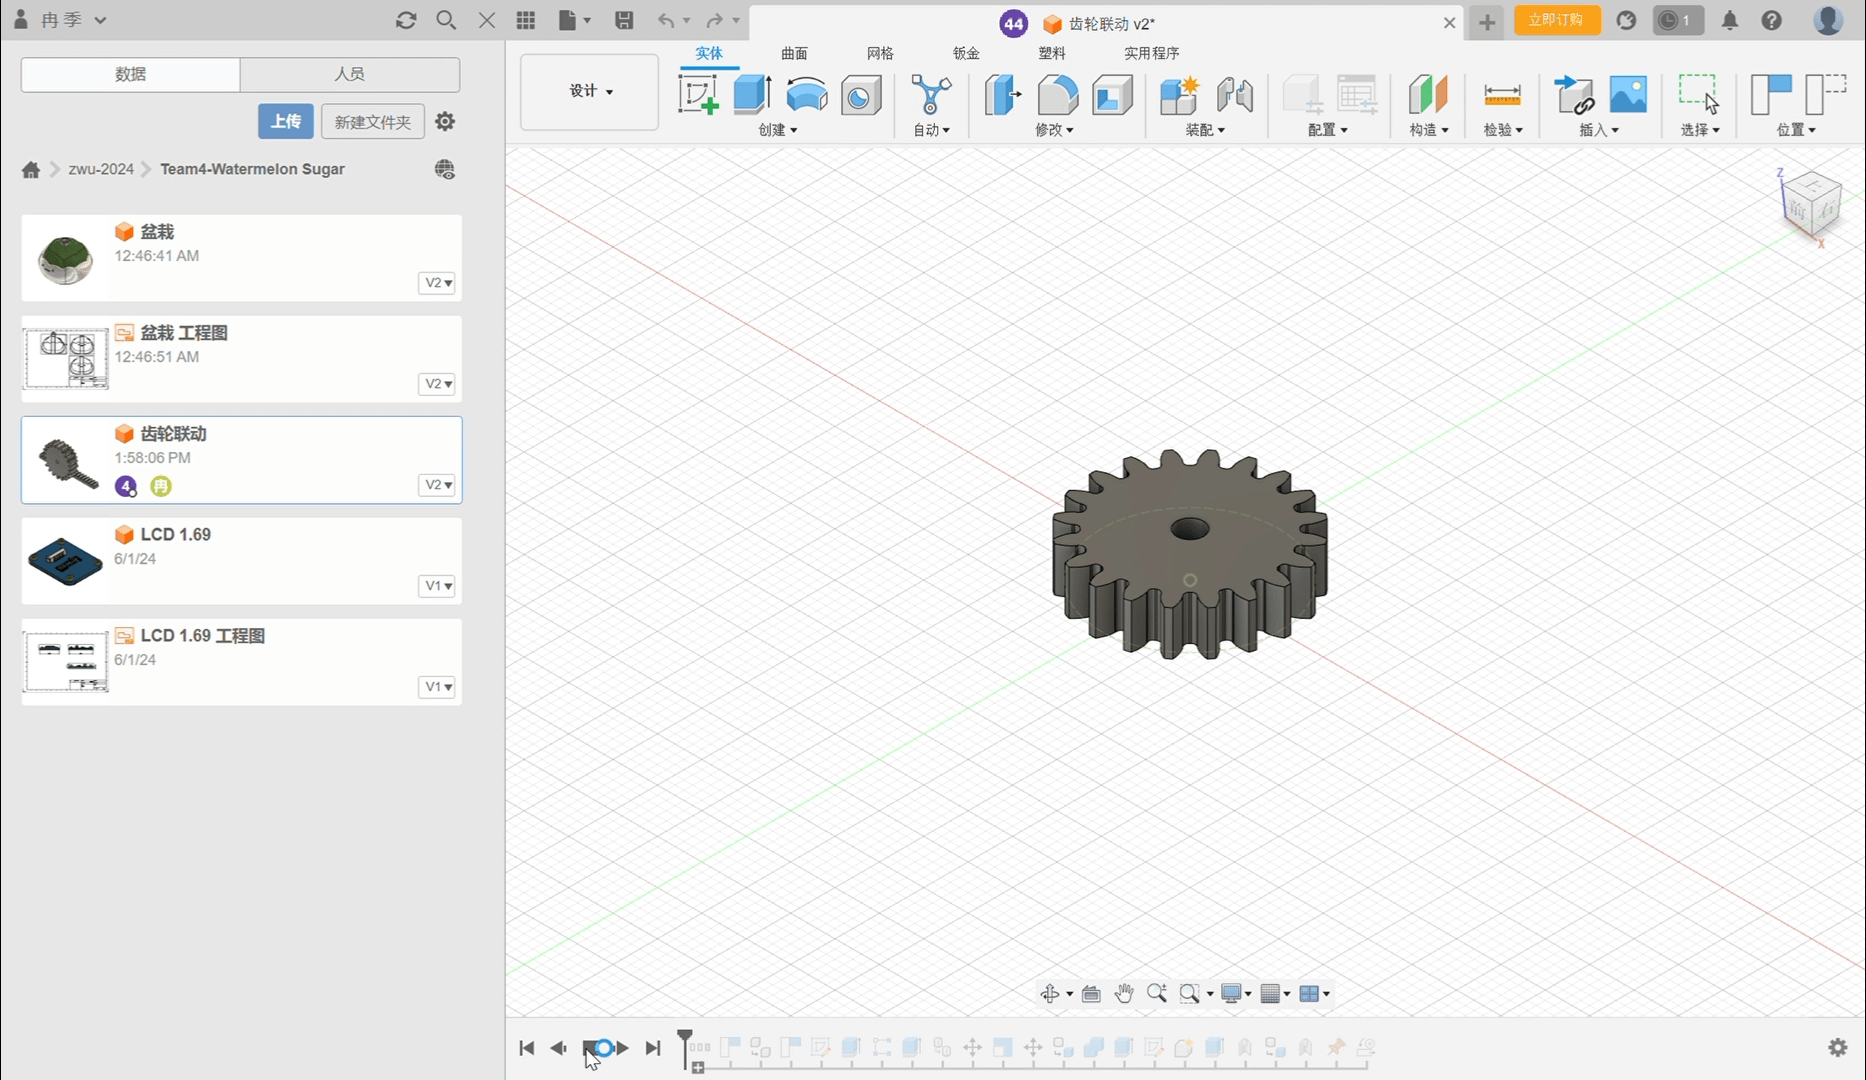 冉 季
44 齿轮联动 v2*
立即订购
1
数据 人员
上传 新建文件夹
zwu-2024 Team4-Watermelon Sugar
盆栽
12:46:41 AM
V2
盆栽 工程图
12:46:51 AM
V2
齿轮联动
1:58:06 PM
4 冉
V2
LCD 1.69
6/1/24
V1
LCD 1.69 工程图
6/1/24
V1
实体 曲面 网格 钣金 塑料 实用程序
设计
创建 自动 修改 装配 配置 构造 检验 插入 选择 位置
Z
上
前 右
X